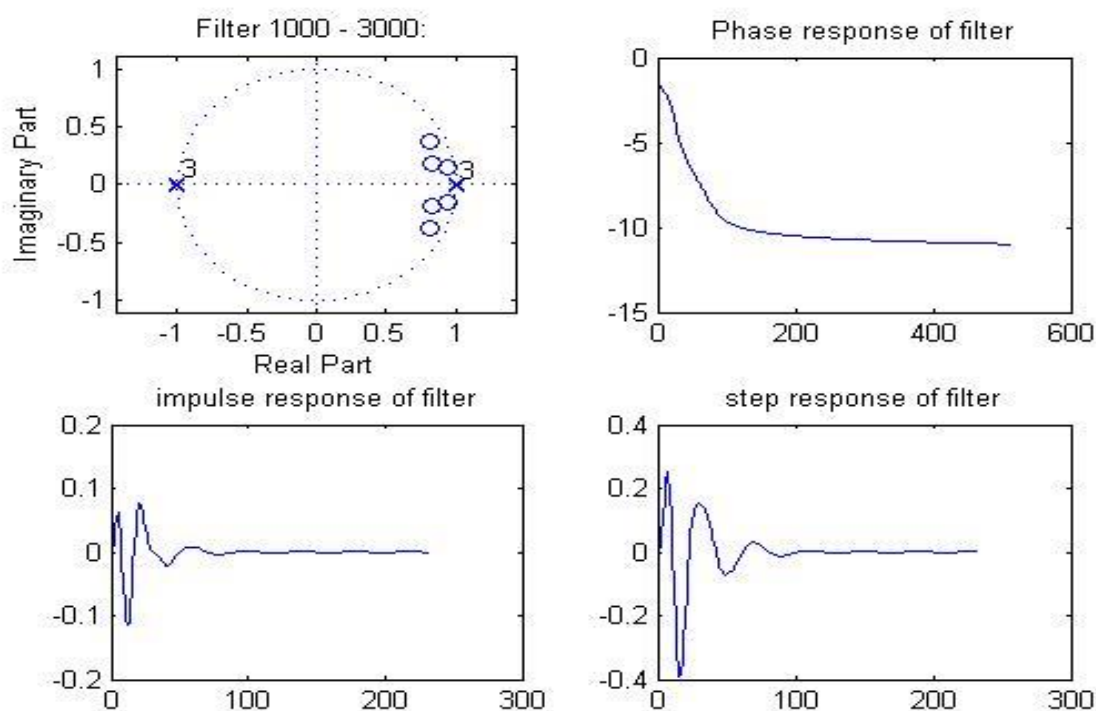 Filter 1000 - 3000:
Imaginary Part
1
0.5
0
-0.5
-1
3
3
-1 -0.5 0 0.5 1
Real Part
Phase response of filter
0
-5
-10
-15
0 200 400 600
impulse response of filter
0.2
0.1
0
-0.1
-0.2
0 100 200 300
step response of filter
0.4
0.2
0
-0.2
-0.4
0 100 200 300